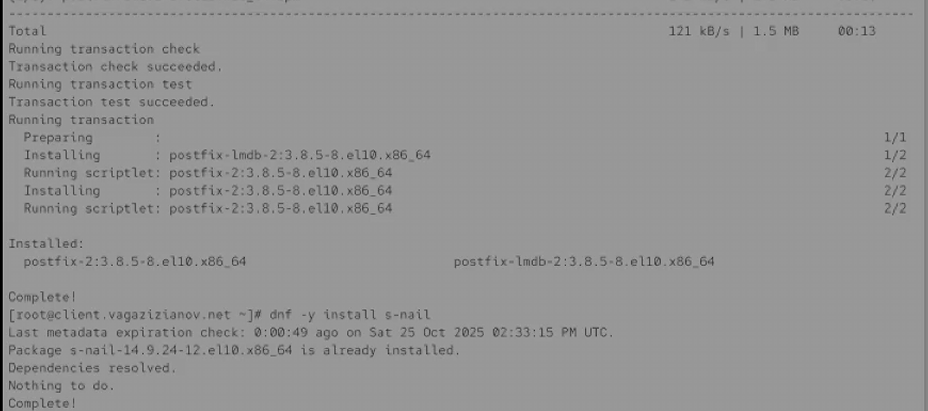 Total 121 kB/s | 1.5 MB 00:13
Running transaction check
Transaction check succeeded.
Running transaction test
Transaction test succeeded.
Running transaction
Preparing : 1/1
Installing : postfix-lmdb-2:3.8.5-8.el10.x86_64 1/2
Running scriptlet: postfix-2:3.8.5-8.el10.x86_64 2/2
Installing : postfix-2:3.8.5-8.el10.x86_64 2/2
Running scriptlet: postfix-2:3.8.5-8.el10.x86_64 2/2
Installed:
postfix-2:3.8.5-8.el10.x86_64 postfix-lmdb-2:3.8.5-8.el10.x86_64
Complete!
[root@client.vagazizianov.net ~]# dnf -y install s-nail
Last metadata expiration check: 0:00:49 ago on Sat 25 Oct 2025 02:33:15 PM UTC.
Package s-nail-14.9.24-12.el10.x86_64 is already installed.
Dependencies resolved.
Nothing to do.
Complete!